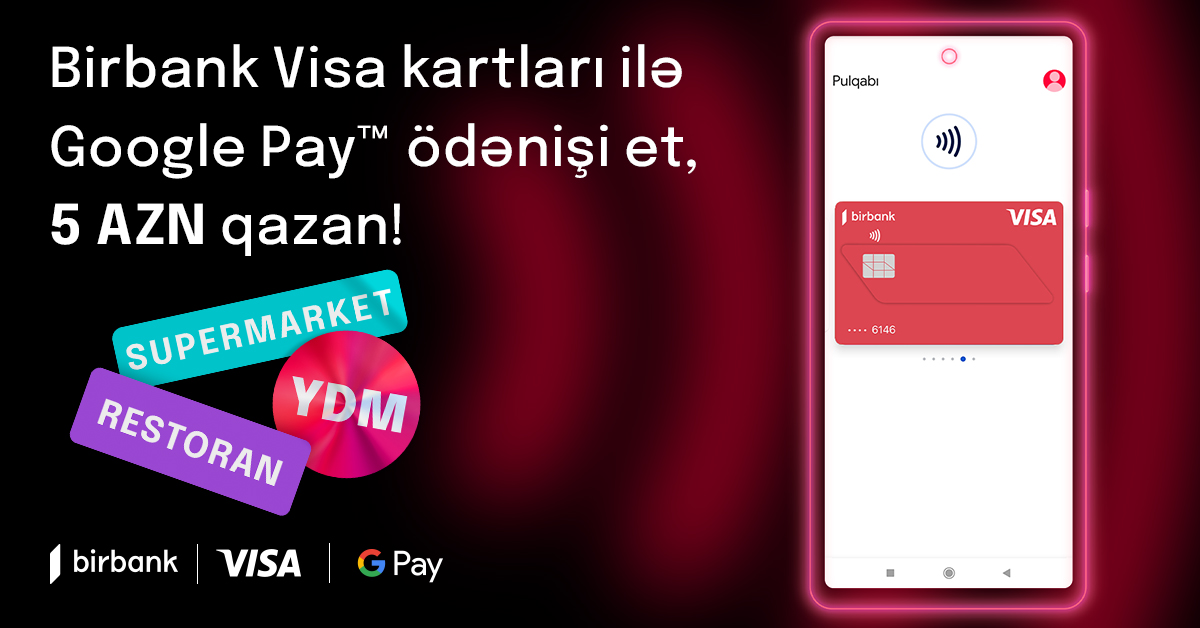 Birbank Visa kartları ilə
Google Pay™ ödənişi et,
5 AZN qazan!
SUPERMARKET
YDM
RESTORAN
birbank
VISA
G Pay
Pulqabı
birbank
VISA
•••• 6146